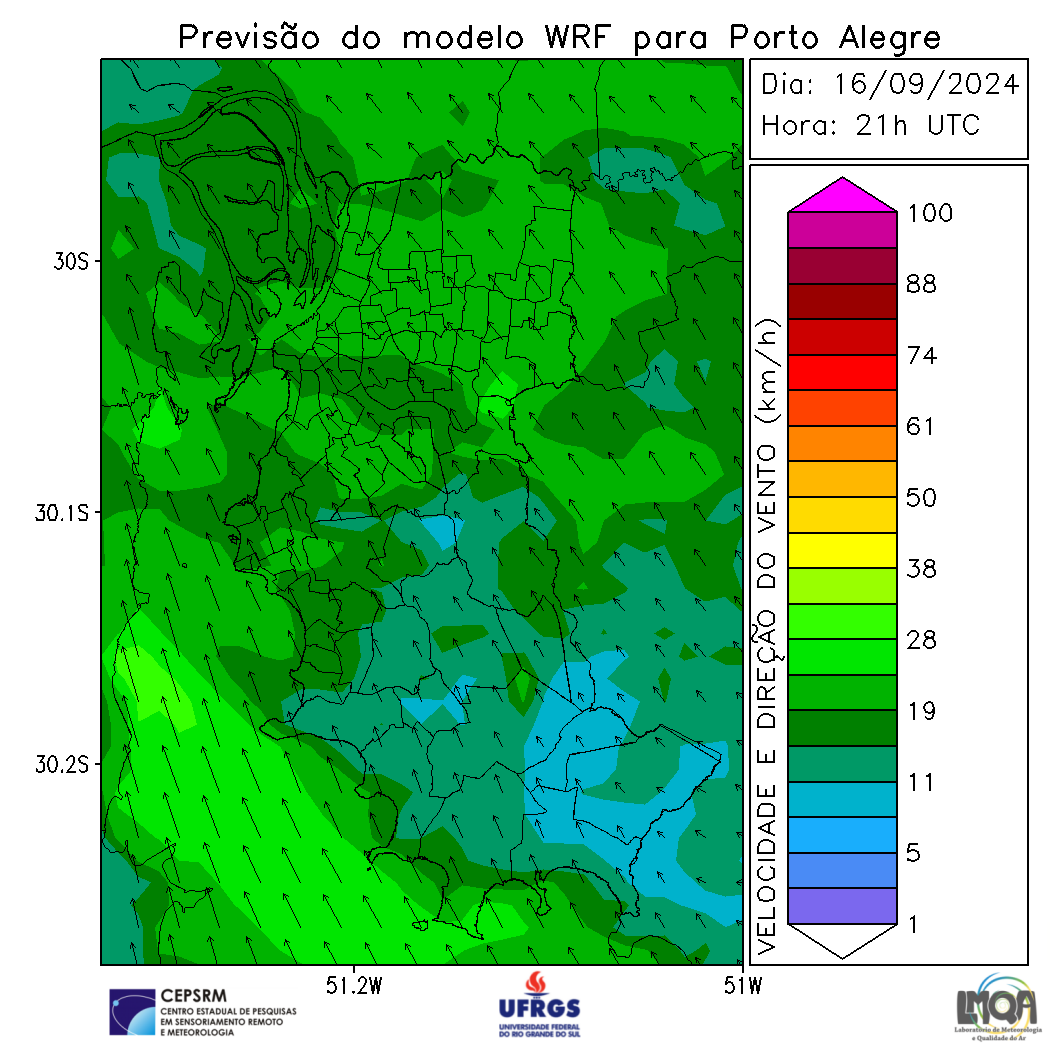 Previsão do modelo WRF para Porto Alegre
Dia: 16/09/2024
Hora: 21h UTC
30S
30.1S
30.2S
51.2W
51W
VELOCIDADE E DIREÇÃO DO VENTO (km/h)
100
88
74
61
50
38
28
19
11
5
1
CEPSRM
CENTRO ESTADUAL DE PESQUISAS
EM SENSORIAMENTO REMOTO
E METEOROLOGIA
UFRGS
UNIVERSIDADE FEDERAL
DO RIO GRANDE DO SUL
LMQA
Laboratório de Meteorologia
e Qualidade do Ar